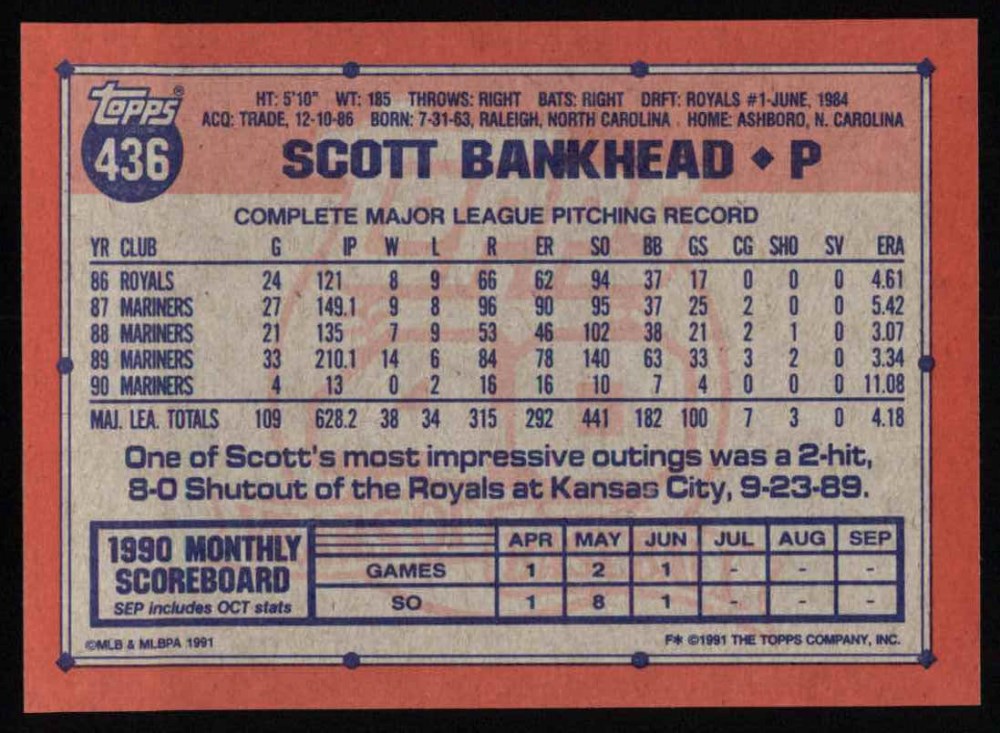 Topps®
436
HT: 5'10" WT: 185 THROWS: RIGHT BATS: RIGHT DRFT: ROYALS #1-JUNE, 1984
ACQ: TRADE, 12-10-86 BORN: 7-31-63, RALEIGH, NORTH CAROLINA . HOME: ASHBORO, N. CAROLINA
SCOTT BANKHEAD ◆ P
COMPLETE MAJOR LEAGUE PITCHING RECORD
YR CLUB G IP W L R ER SO BB GS CG SHO SV ERA
86 ROYALS 24 121 8 9 66 62 94 37 17 0 0 0 4.61
87 MARINERS 27 149.1 9 8 96 90 95 37 25 2 0 0 5.42
88 MARINERS 21 135 7 9 53 46 102 38 21 2 1 0 3.07
89 MARINERS 33 210.1 14 6 84 78 140 63 33 3 2 0 3.34
90 MARINERS 4 13 0 2 16 16 10 7 4 0 0 0 11.08
MAJ. LEA. TOTALS 109 628.2 38 34 315 292 441 182 100 7 3 0 4.18
One of Scott's most impressive outings was a 2-hit,
8-0 Shutout of the Royals at Kansas City, 9-23-89.
1990 MONTHLY
SCOREBOARD
SEP includes OCT stats
APR MAY JUN JUL AUG SEP
GAMES 1 2 1 - - -
SO 1 8 1 - - -
©MLB & MLBPA 1991
F* ©1991 THE TOPPS COMPANY, INC.